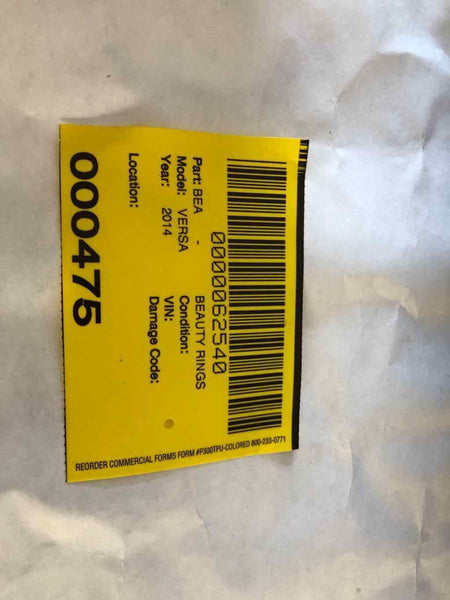 0000062540
Part: BEA - BEAUTY RINGS
Model: VERSA Condition:
Year: 2014 VIN:
Damage Code:
Location:
000475
REORDER COMMERCIAL FORMS FORM #P300TPU-COLORED 800-233-0771